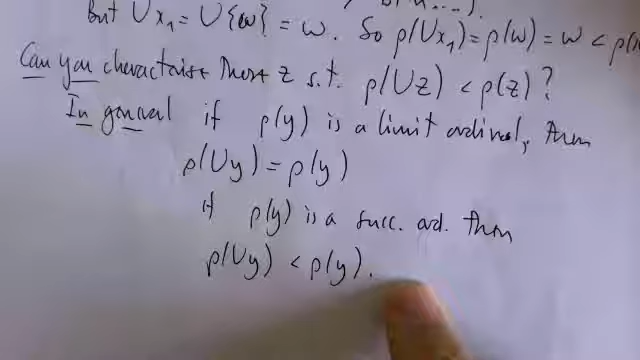 But ∪x₁ = ∪{ω} = ω. So ρ(∪x₁) = ρ(ω) = ω < ρ(
Can you characterise those z s.t. ρ(∪z) < ρ(z)?
In general if ρ(y) is a limit ordinal, then
ρ(∪y) = ρ(y)
if ρ(y) is a succ. ord. then
ρ(∪y) < ρ(y).